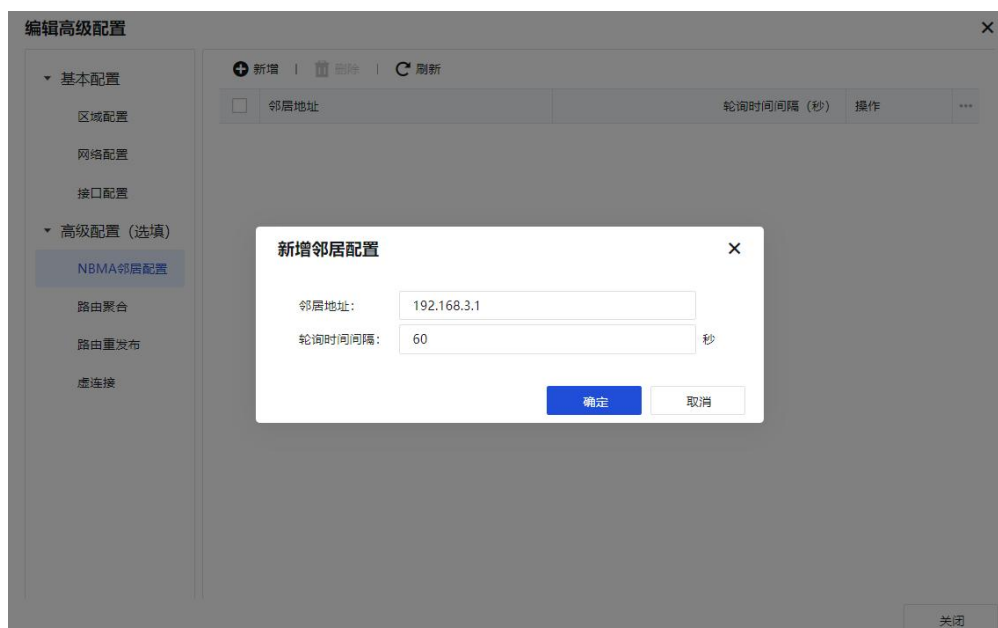 编辑高级配置
基本配置
区域配置
网络配置
接口配置
高级配置（选填）
NBMA邻居配置
路由聚合
路由重发布
虚连接
新增 | 删除 | 刷新
邻居地址 轮询时间间隔（秒） 操作
新增邻居配置
邻居地址： 192.168.3.1
轮询时间间隔： 60 秒
确定 取消
关闭